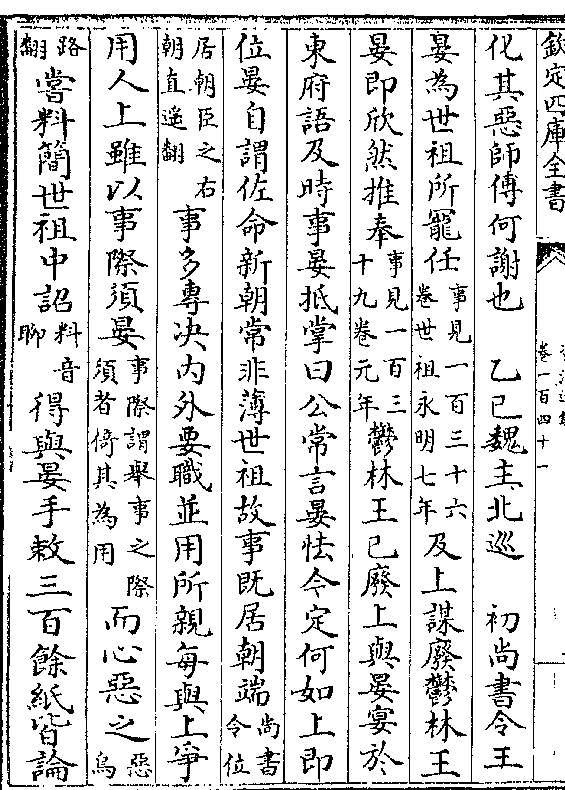 欽定四庫全書
卷一百四十一
化其惡師傅何謝也　乙巳魏主北巡　初尚書令王
晏為世祖所寵任事見一百三十六卷世祖永明七年及上謀廢鬱林王
晏即欣然推奉事見一百三十九卷元年鬱林王已廢上與晏宴於
東府語及時事晏抵掌曰公常言晏怯今定何如上即
位晏自謂佐命新朝常非薄世祖故事既居朝端尚書令位
居朝臣之右朝直遥翻事多專決内外要職並用所親每與上爭
用人上雖以事際須晏事際謂舉事之際須者倚其為用而心惡之惡烏
路翻嘗料簡世祖中詔料音聊得與晏手敕三百餘紙皆論